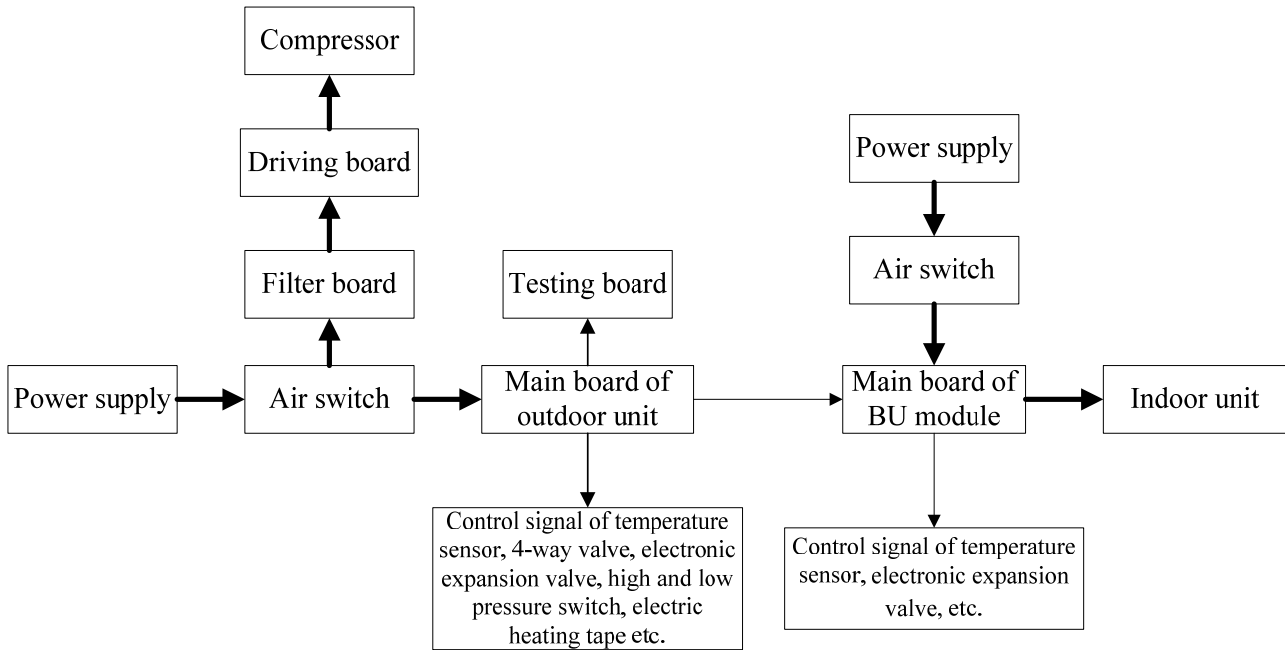 Compressor
Driving board
Power supply
Air switch
Filter board
Testing board
Power supply
Air switch
Main board of
outdoor unit
Main board of
BU module
Indoor unit
Control signal of temperature
sensor, 4-way valve, electronic
expansion valve, high and low
pressure switch, electric
heating tape etc.
Control signal of temperature
sensor, electronic expansion
valve, etc.